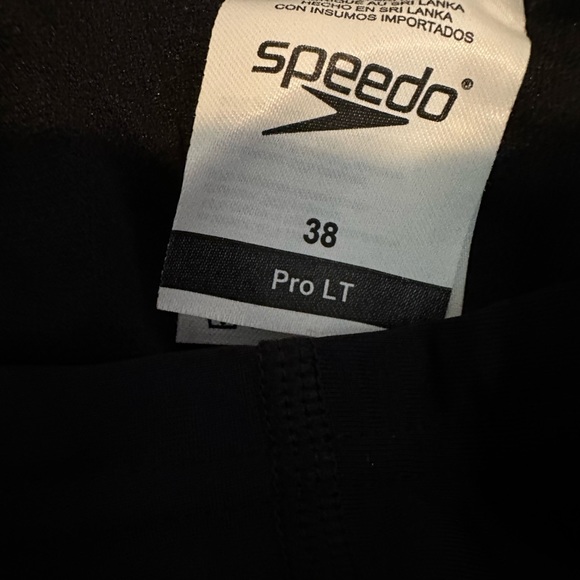 HECHO EN SRI LANKA
CON INSUMOS IMPORTADOS
speedo®
38
Pro LT